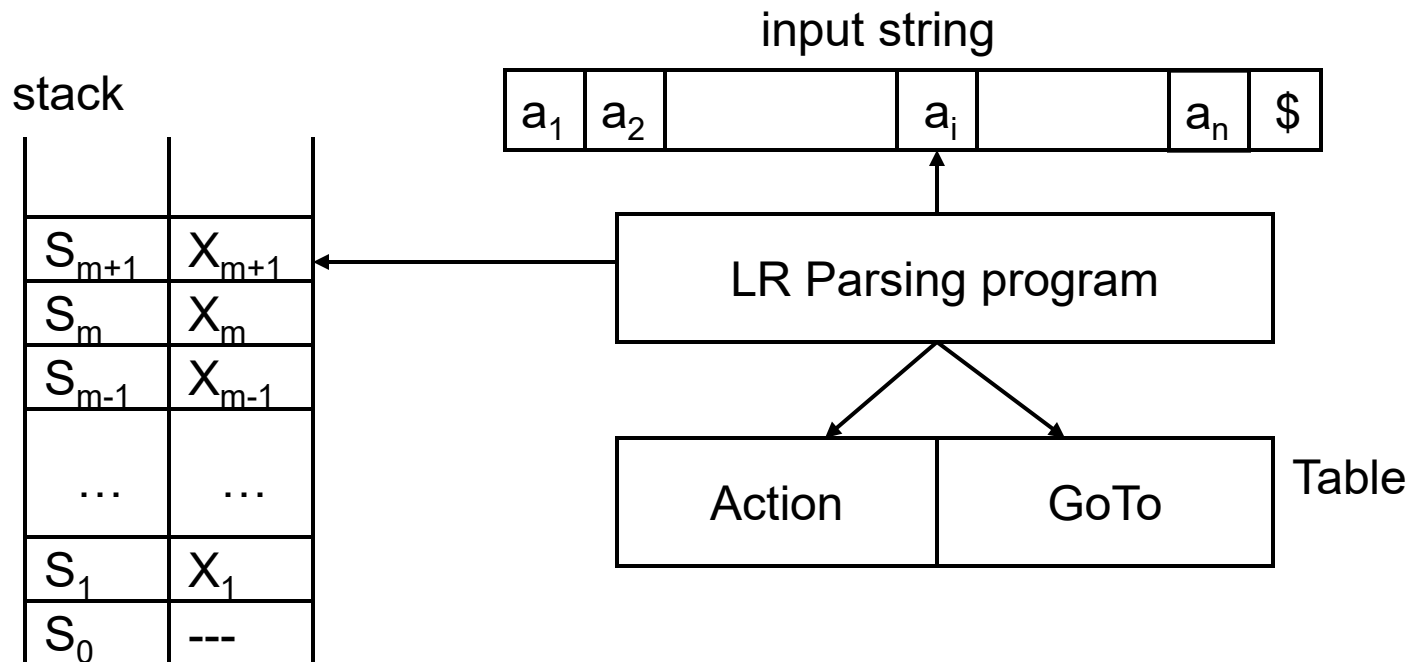 input string
stack
a₁ a₂ aᵢ aₙ $
Sₘ₊₁ Xₘ₊₁
LR Parsing program
Sₘ Xₘ
Sₘ₋₁ Xₘ₋₁
… …
Action GoTo Table
S₁ X₁
S₀ ---